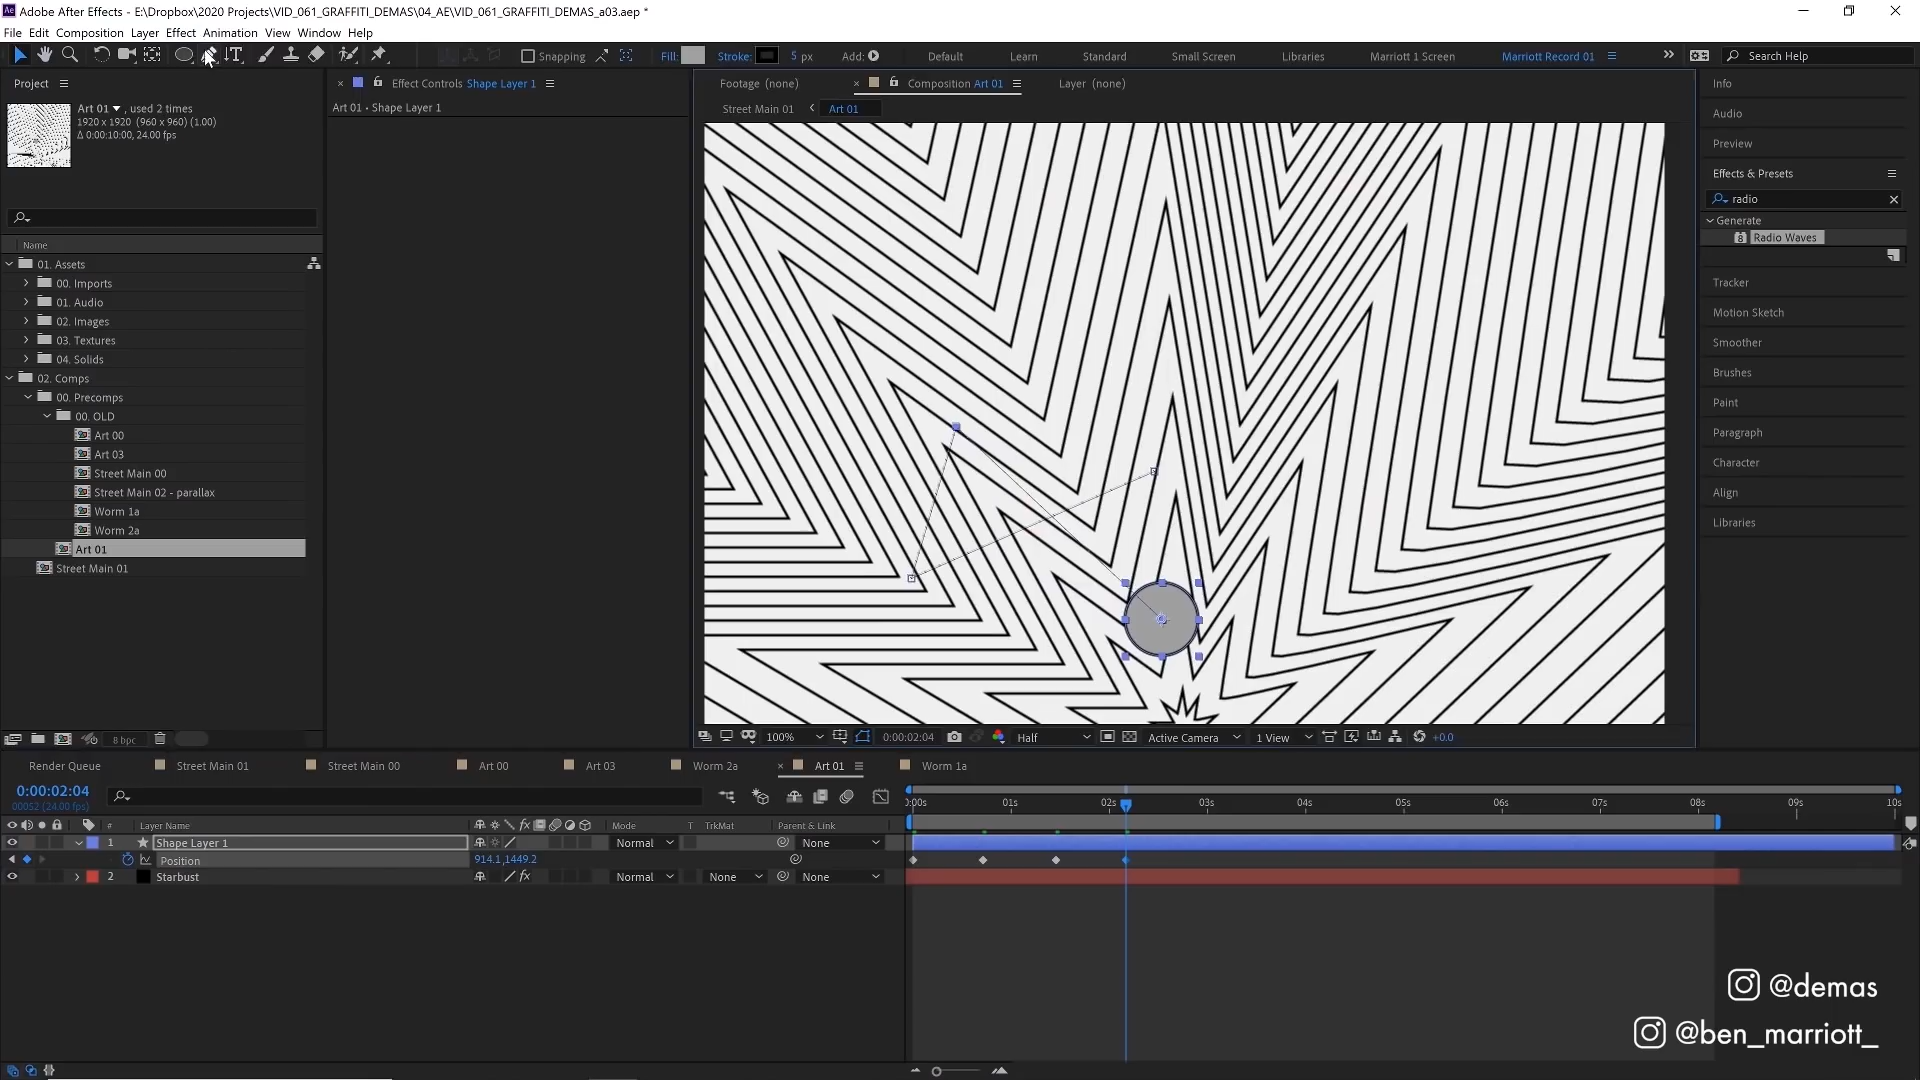 Adobe After Effects - E:\Dropbox\2020 Projects\VID_061_GRAFFITI_DEMAS\04_AE\VID_061_GRAFFITI_DEMAS_a03.aep *
File Edit Composition Layer Effect Animation View Window Help
Snapping Fill: Stroke: 5 px Add: Default Learn Standard Small Screen Libraries Marriott 1 Screen Marriott Record 01 Search Help
Project
Art 01, used 2 times
1920 x 1920 (960 x 960) (1.00)
Δ 0:00:10:00, 24.00 fps
Name
01. Assets
00. Imports
01. Audio
02. Images
03. Textures
04. Solids
02. Comps
00. Precomps
00. OLD
Art 00
Art 03
Street Main 00
Street Main 02 - parallax
Worm 1a
Worm 2a
Art 01
Street Main 01
8 bpc
Effect Controls Shape Layer 1
Art 01 • Shape Layer 1
Footage (none) Composition Art 01 Layer (none)
Street Main 01 Art 01
100% 0:00:02:04 Half Active Camera 1 View +0.0
Info
Audio
Preview
Effects & Presets
radio
Generate
Radio Waves
Tracker
Motion Sketch
Smoother
Brushes
Paint
Paragraph
Character
Align
Libraries
Render Queue Street Main 01 Street Main 00 Art 00 Art 03 Worm 2a Art 01 Worm 1a
0:00:02:04
00052 (24.00 fps)
:00s 01s 02s 03s 04s 05s 06s 07s 08s 09s 10s
# Layer Name Mode T TrkMat Parent & Link
1 Shape Layer 1 Normal None
Position 914.1,1449.2
2 Starbust Normal None None
@demas
@ben_marriott_